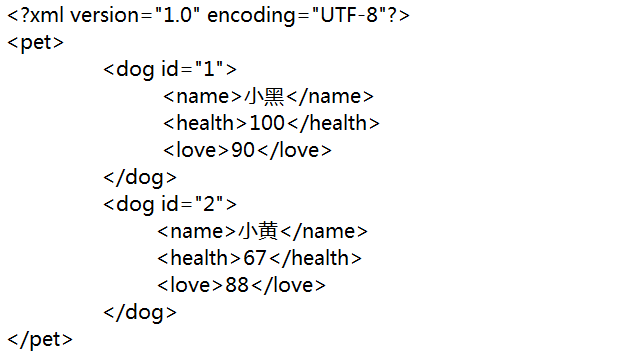 <?xml version="1.0" encoding="UTF-8"?>
<pet>
<dog id="1">
<name>小黑</name>
<health>100</health>
<love>90</love>
</dog>
<dog id="2">
<name>小黄</name>
<health>67</health>
<love>88</love>
</dog>
</pet>